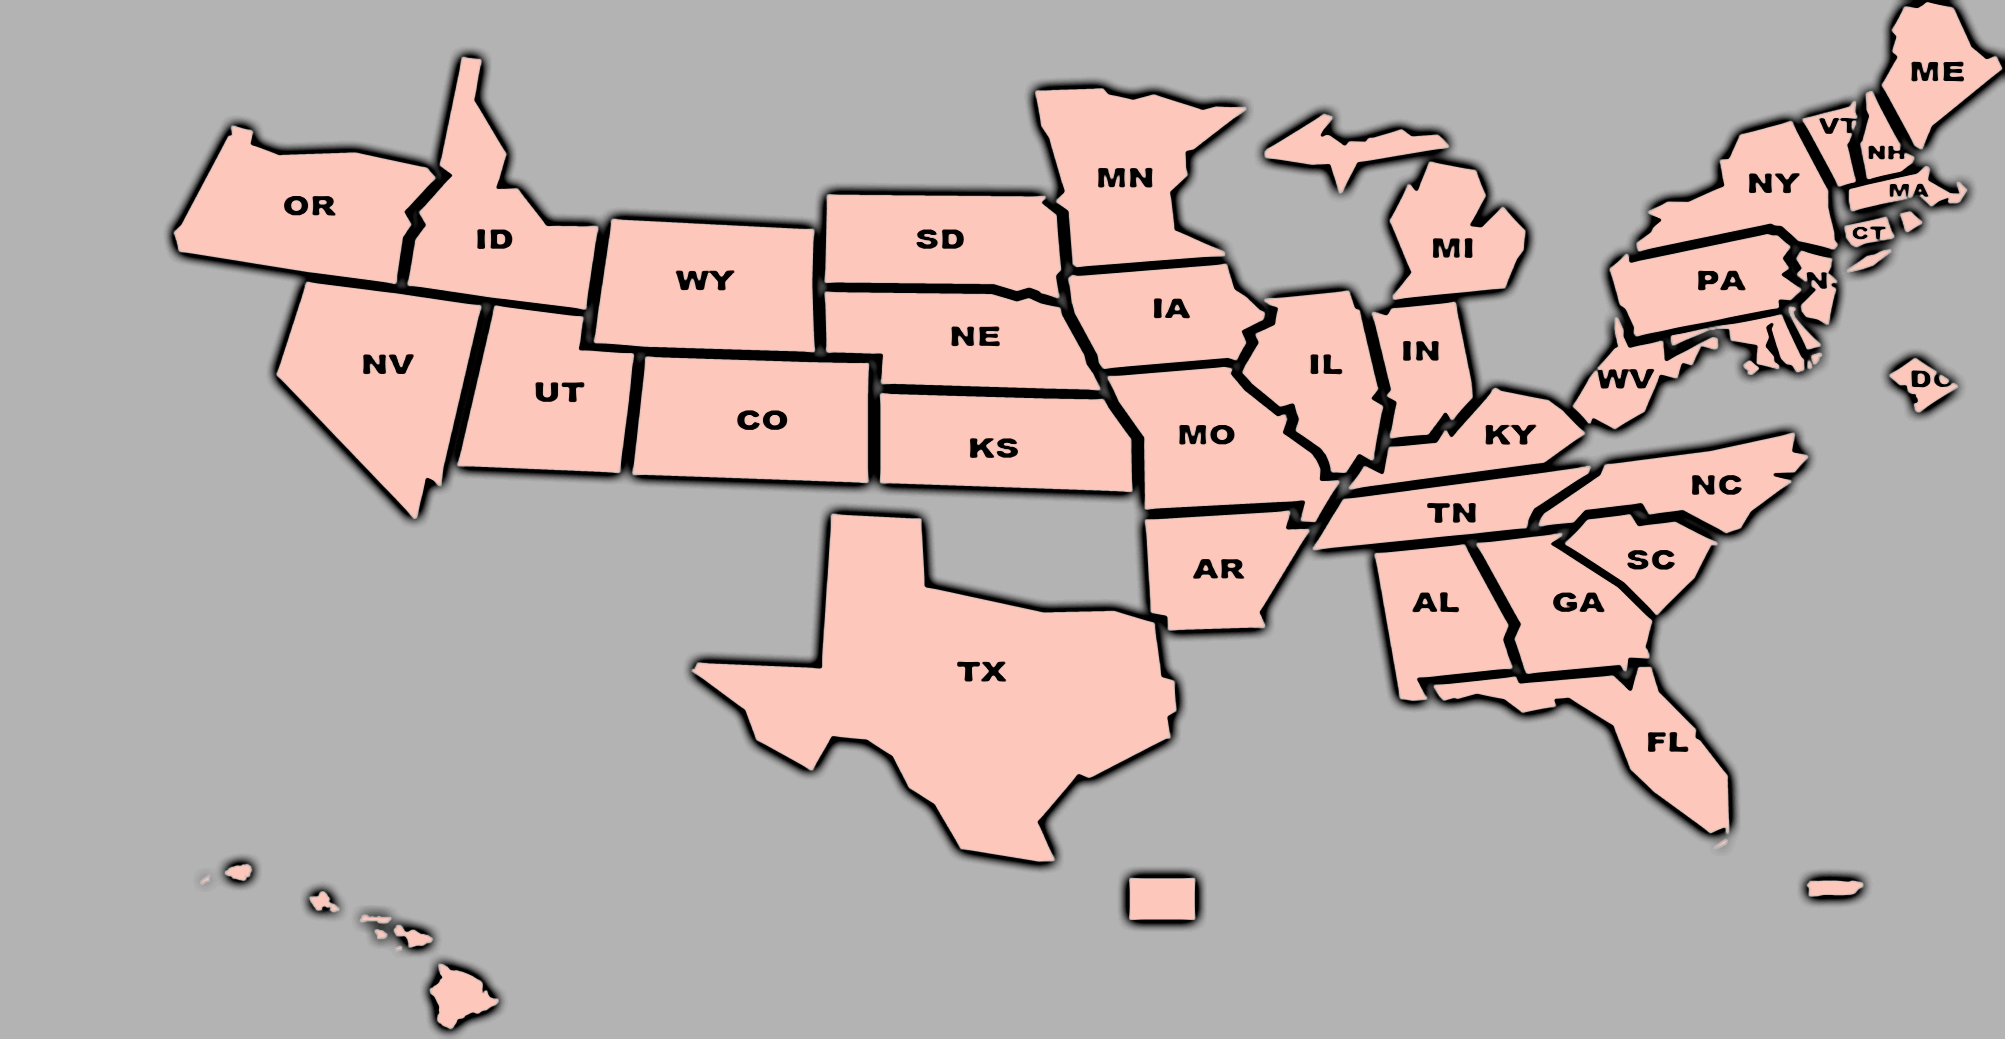 ME
VT
NH
OR
ID
MN
NY
MA
SD
WY
MI
CT
PA
N
IA
NE
NV
UT
IL
IN
WV
DC
CO
KS
MO
KY
AR
TN
NC
SC
AL
GA
TX
FL